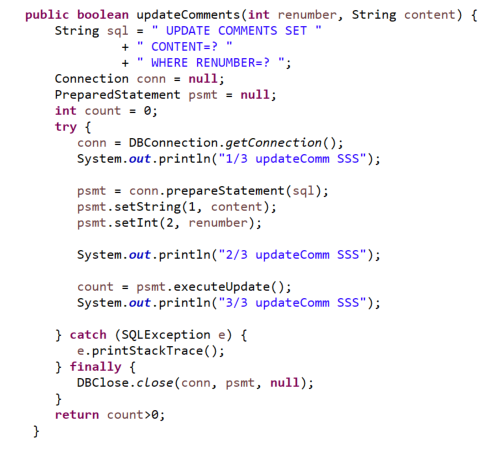 public boolean updateComments(int renumber, String content) {
String sql = " UPDATE COMMENTS SET "
+ " CONTENT=? "
+ " WHERE RENUMBER=? ";
Connection conn = null;
PreparedStatement psmt = null;
int count = 0;
try {
conn = DBConnection.getConnection();
System.out.println("1/3 updateComm SSS");
psmt = conn.prepareStatement(sql);
psmt.setString(1, content);
psmt.setInt(2, renumber);
System.out.println("2/3 updateComm SSS");
count = psmt.executeUpdate();
System.out.println("3/3 updateComm SSS");
} catch (SQLException e) {
e.printStackTrace();
} finally {
DBClose.close(conn, psmt, null);
}
return count>0;
}